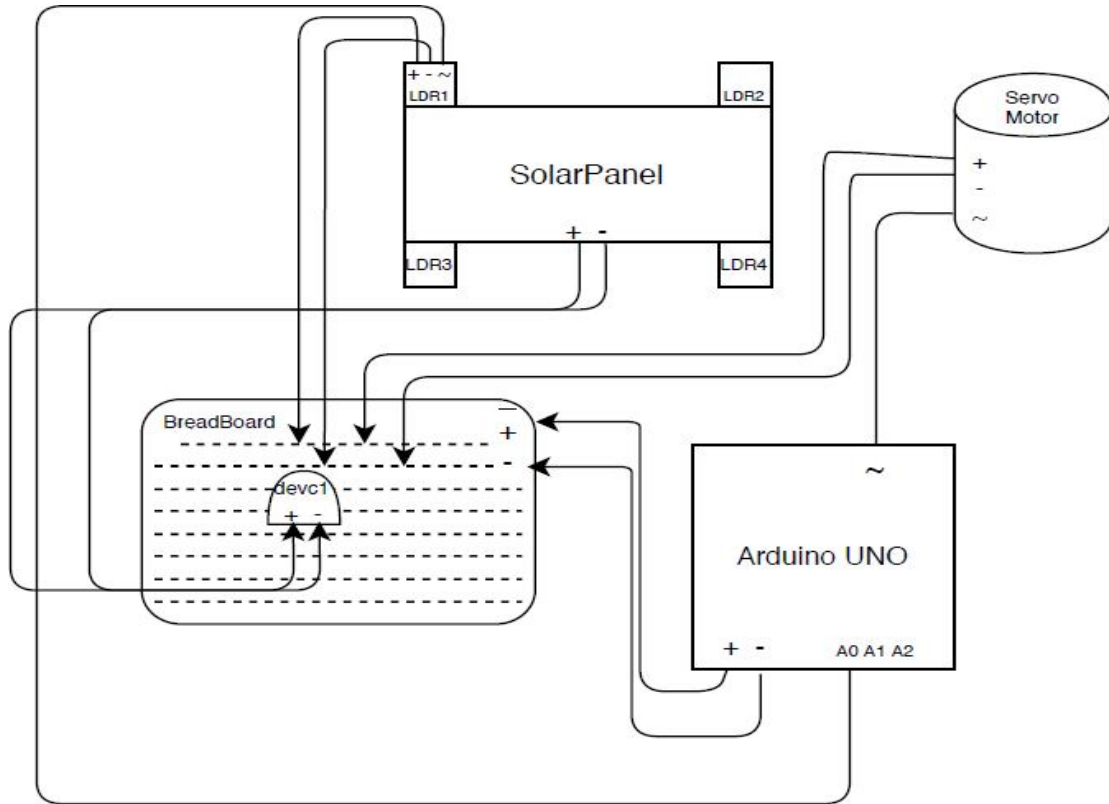 + - ~
LDR1
LDR2
SolarPanel
+ -
LDR3
LDR4
Servo
Motor
+
-
~
BreadBoard
—
+
-
devc1
+ -
~
Arduino UNO
+ -
A0 A1 A2